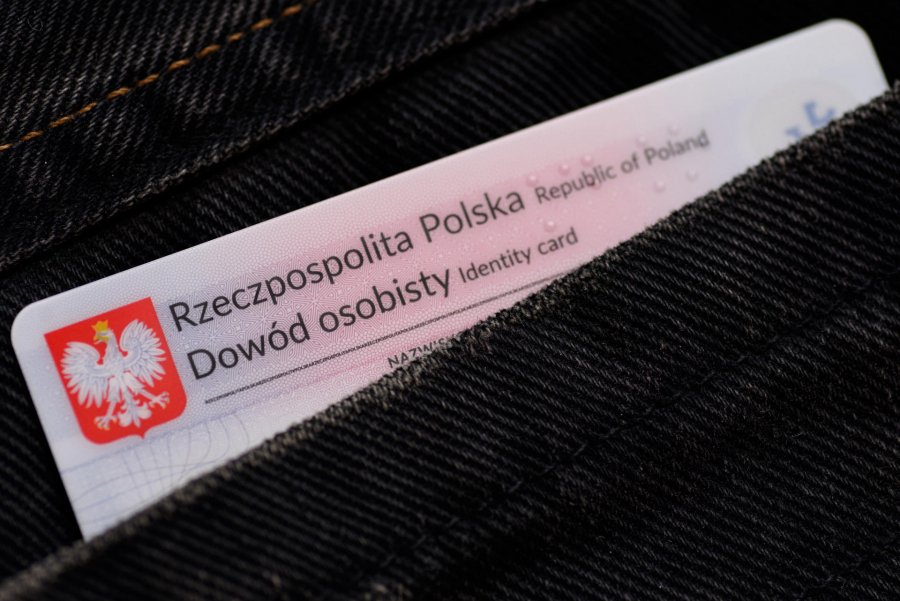 Rzeczpospolita Polska Republic of Poland
Dowód osobisty Identity card